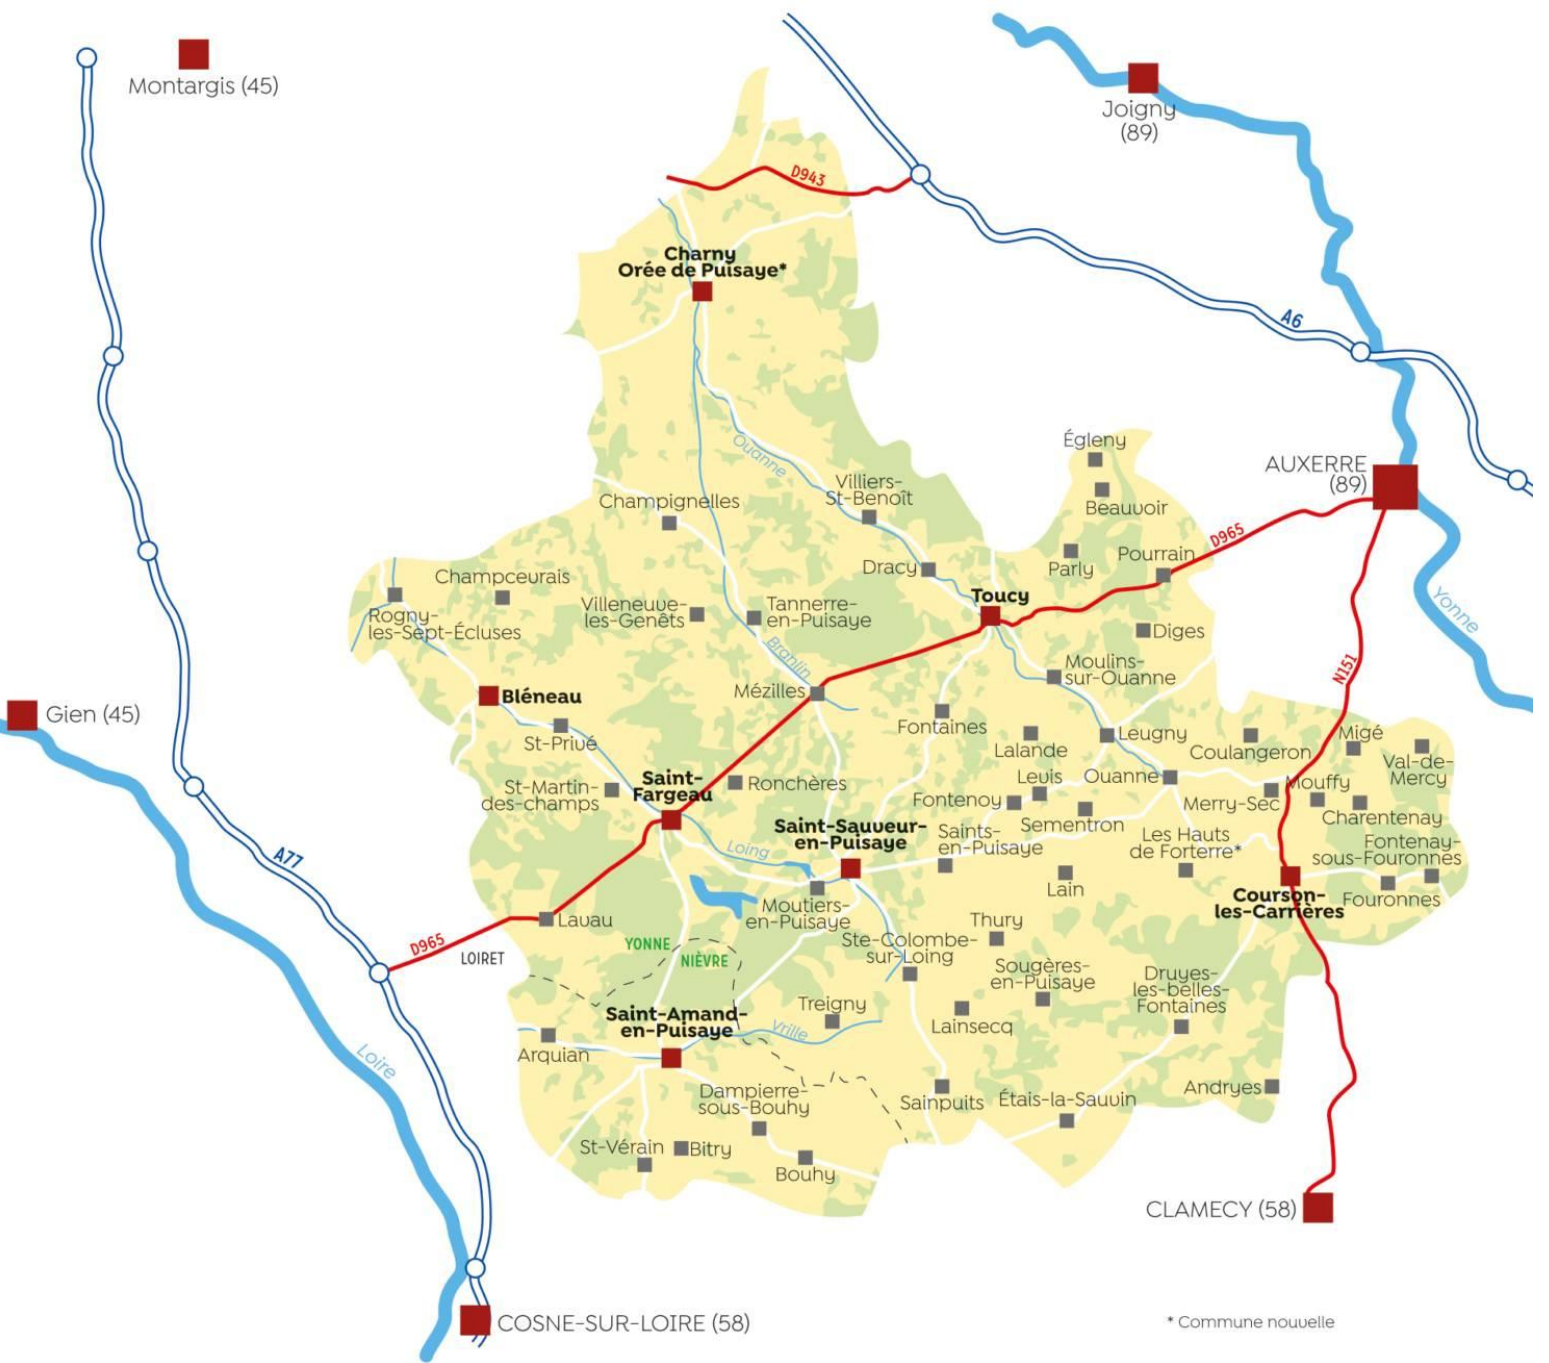 Montargis (45)
Joigny
(89)
D943
Charny
Orée de Puisaye*
A6
Ouanne
Égleny
AUXERRE
(89)
Villiers-
St-Benoît
Champignelles
Beauvoir
D965
Pourrain
Parly
Dracy
Champcevrais
Toucy
Rogny-
les-Sept-Écluses
Villeneuve-
les-Genêts
Tannerre-
en-Puisaye
Yonne
Diges
Branlin
Moulins-
sur-Ouanne
N151
Mézilles
Bléneau
Gien (45)
Fontaines
St-Privé
Lalande
Leugny
Coulangeron
Migé
Val-de-
Mercy
Saint-
Fargeau
Ronchères
St-Martin-
des-champs
Levis
Ouanne
Mouffy
Fontenoy
Merry-Sec
Charentenay
Sementron
Saint-Sauveur-
en-Puisaye
Saints-
en-Puisaye
Les Hauts
de Forterre*
Fontenay-
sous-Fouronnes
Loing
A77
Lain
Fouronnes
Courson-
les-Carrières
Moutiers-
en-Puisaye
Lavau
Thury
D965
YONNE
Ste-Colombe-
sur-Loing
LOIRET
NIÈVRE
Sougères-
en-Puisaye
Druyes-
les-belles-
Fontaines
Treigny
Saint-Amand-
en-Puisaye
Lainsecq
Vrille
Arquian
Loire
Dampierre-
sous-Bouhy
Andryes
Sainpuits
Étais-la-Sauvin
St-Vérain
Bitry
Bouhy
CLAMECY (58)
COSNE-SUR-LOIRE (58)
* Commune nouvelle